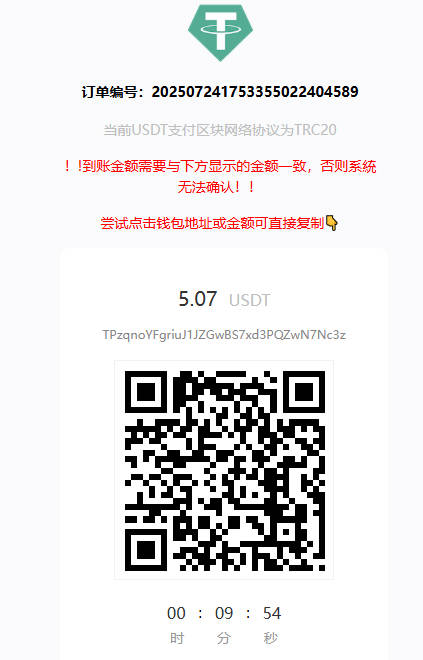 订单编号：202507241753355022404589
当前USDT支付区块网络协议为TRC20
！!到账金额需要与下方显示的金额一致，否则系統
无法确认！！
尝试点击钱包地址或金额可直接复制👇
5.07 USDT
TPzqnoYFgriuJ1JZGwBS7xd3PQZwN7Nc3z
00 : 09 : 54
时 分 秒